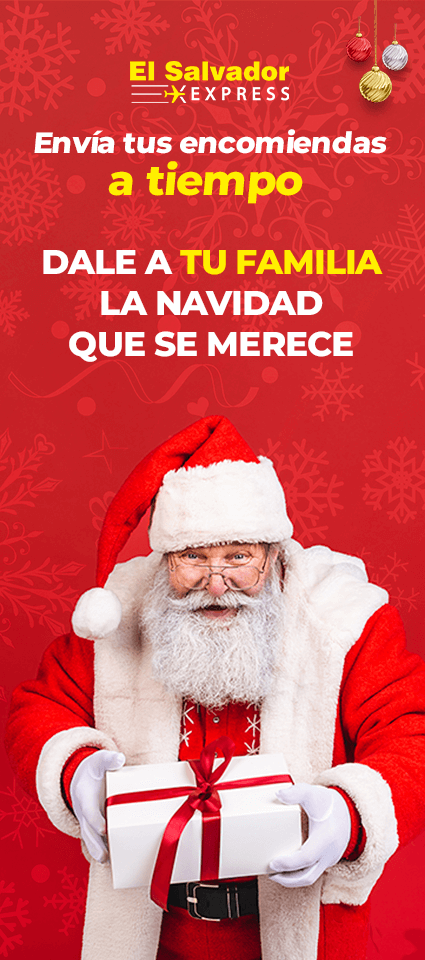 El Salvador
EXPRESS
Envía tus encomiendas
a tiempo
DALE A TU FAMILIA
LA NAVIDAD
QUE SE MERECE